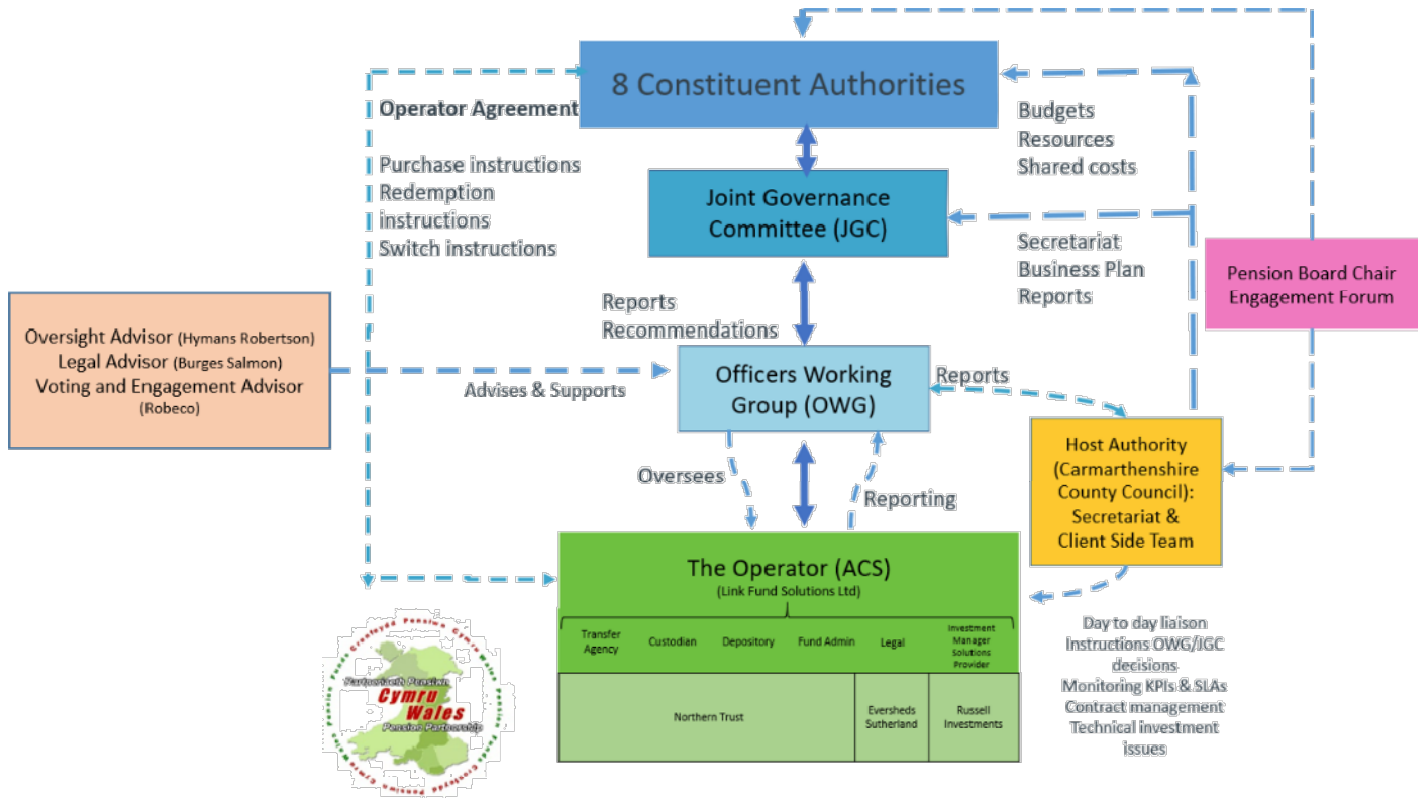 8 Constituent Authorities
Operator Agreement
Purchase instructions
Redemption
instructions
Switch instructions
Budgets
Resources
Shared costs
Joint Governance
Committee (JGC)
Secretariat
Business Plan
Reports
Pension Board Chair
Engagement Forum
Reports
Recommendations
Oversight Advisor (Hymans Robertson)
Legal Advisor (Burges Salmon)
Voting and Engagement Advisor
(Robeco)
Advises & Supports
Officers Working
Group (OWG)
Reports
Host Authority
(Carmarthenshire
County Council):
Secretariat &
Client Side Team
Oversees
Reporting
The Operator (ACS)
(Link Fund Solutions Ltd)
Transfer
Agency
Custodian
Depository
Fund Admin
Legal
Investment
Manager
Solutions
Provider
Northern Trust
Eversheds
Sutherland
Russell
Investments
Day to day liaison
Instructions OWG/JGC
decisions
Monitoring KPIs & SLAs
Contract management
Technical investment
issues
Partneriaeth Pensiwn
Cymru
Wales
Pension Partnership